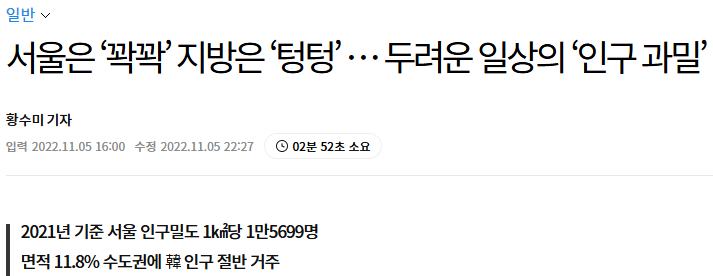 일반
서울은 ‘꽉꽉’ 지방은 ‘텅텅’ … 두려운 일상의 ‘인구 과밀’
황수미 기자
입력 2022.11.05 16:00 수정 2022.11.05 22:27 02분 52초 소요
2021년 기준 서울 인구밀도 1㎢당 1만5699명
면적 11.8% 수도권에 韓 인구 절반 거주